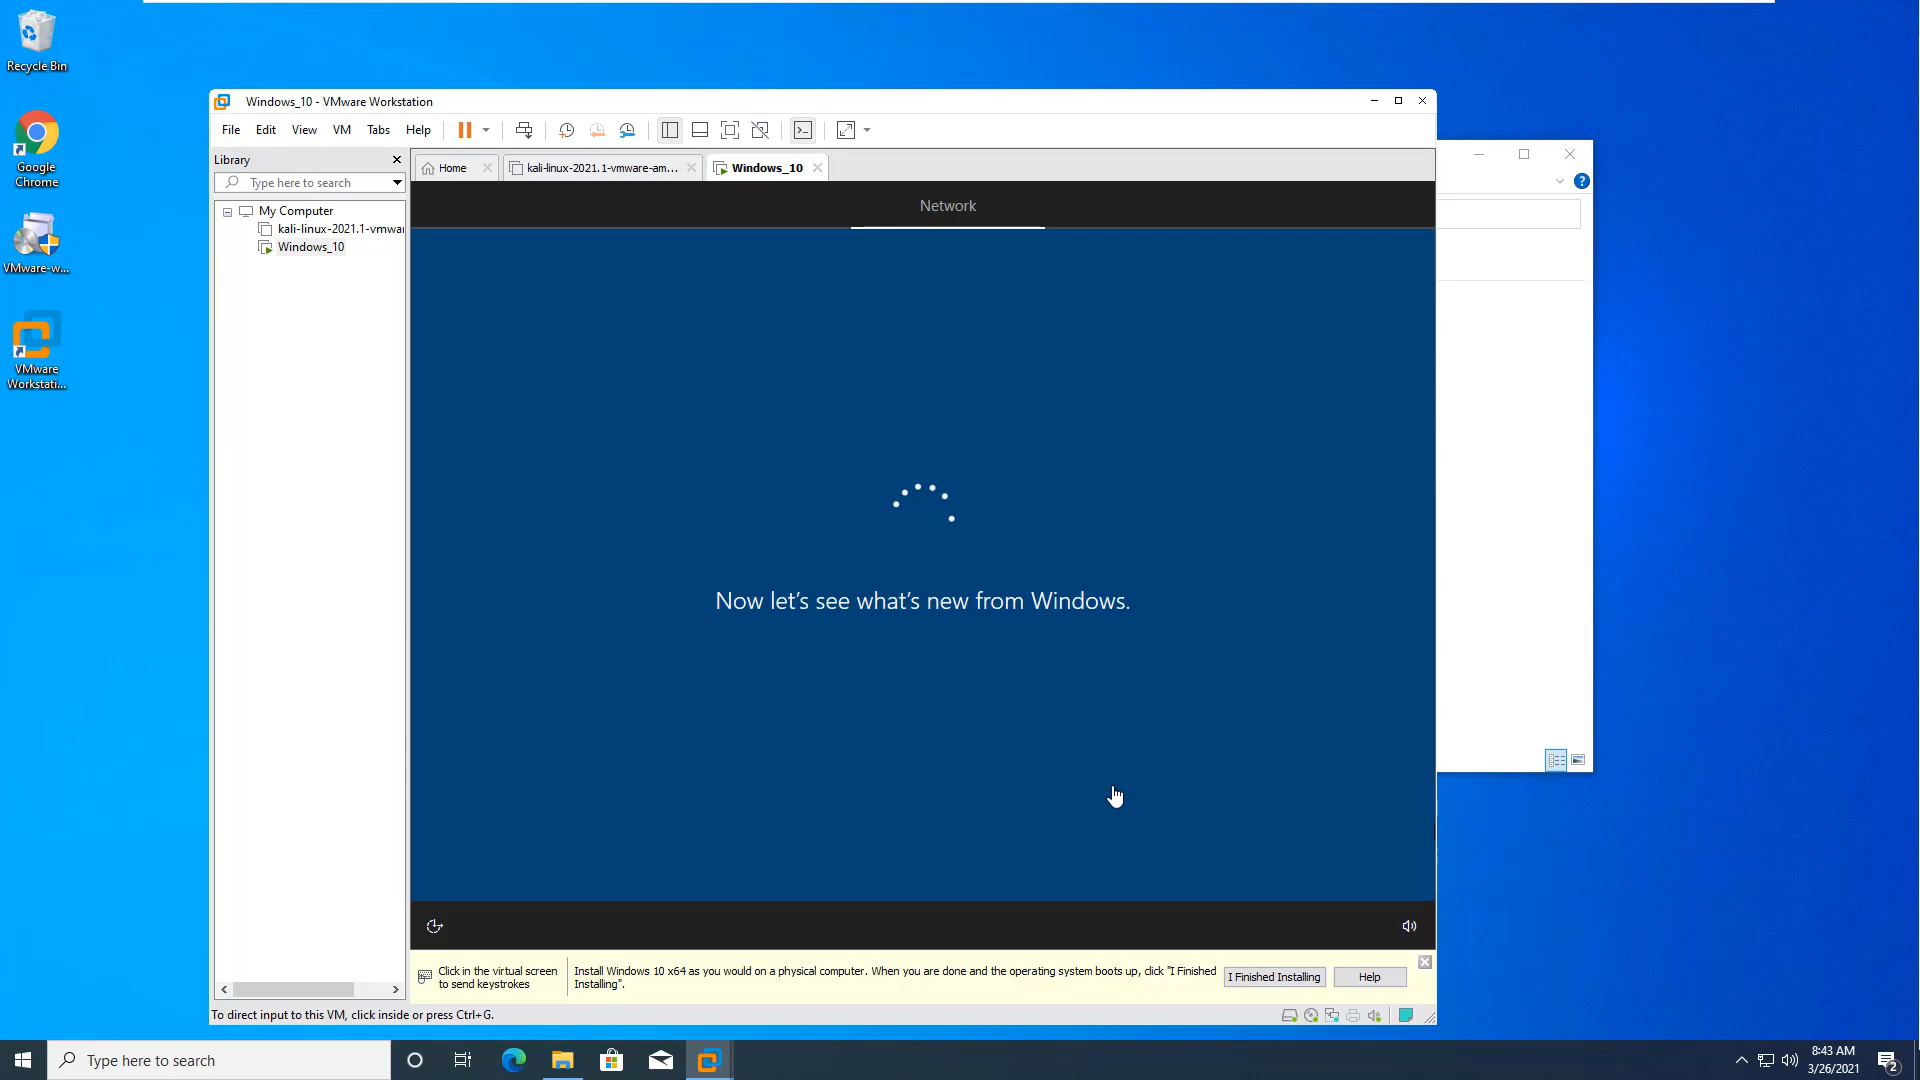 Recycle Bin
Google
Chrome
VMware-w...
VMware
Workstati...
Windows_10 - VMware Workstation
File Edit View VM Tabs Help
Library
Type here to search
My Computer
kali-linux-2021.1-vmwar
Windows_10
Home
kali-linux-2021.1-vmware-am...
Windows_10
Network
Now let's see what's new from Windows.
Click in the virtual screen
to send keystrokes
Install Windows 10 x64 as you would on a physical computer. When you are done and the operating system boots up, click "I Finished
Installing".
I Finished Installing
Help
To direct input to this VM, click inside or press Ctrl+G.
Type here to search
8:43 AM
3/26/2021
2